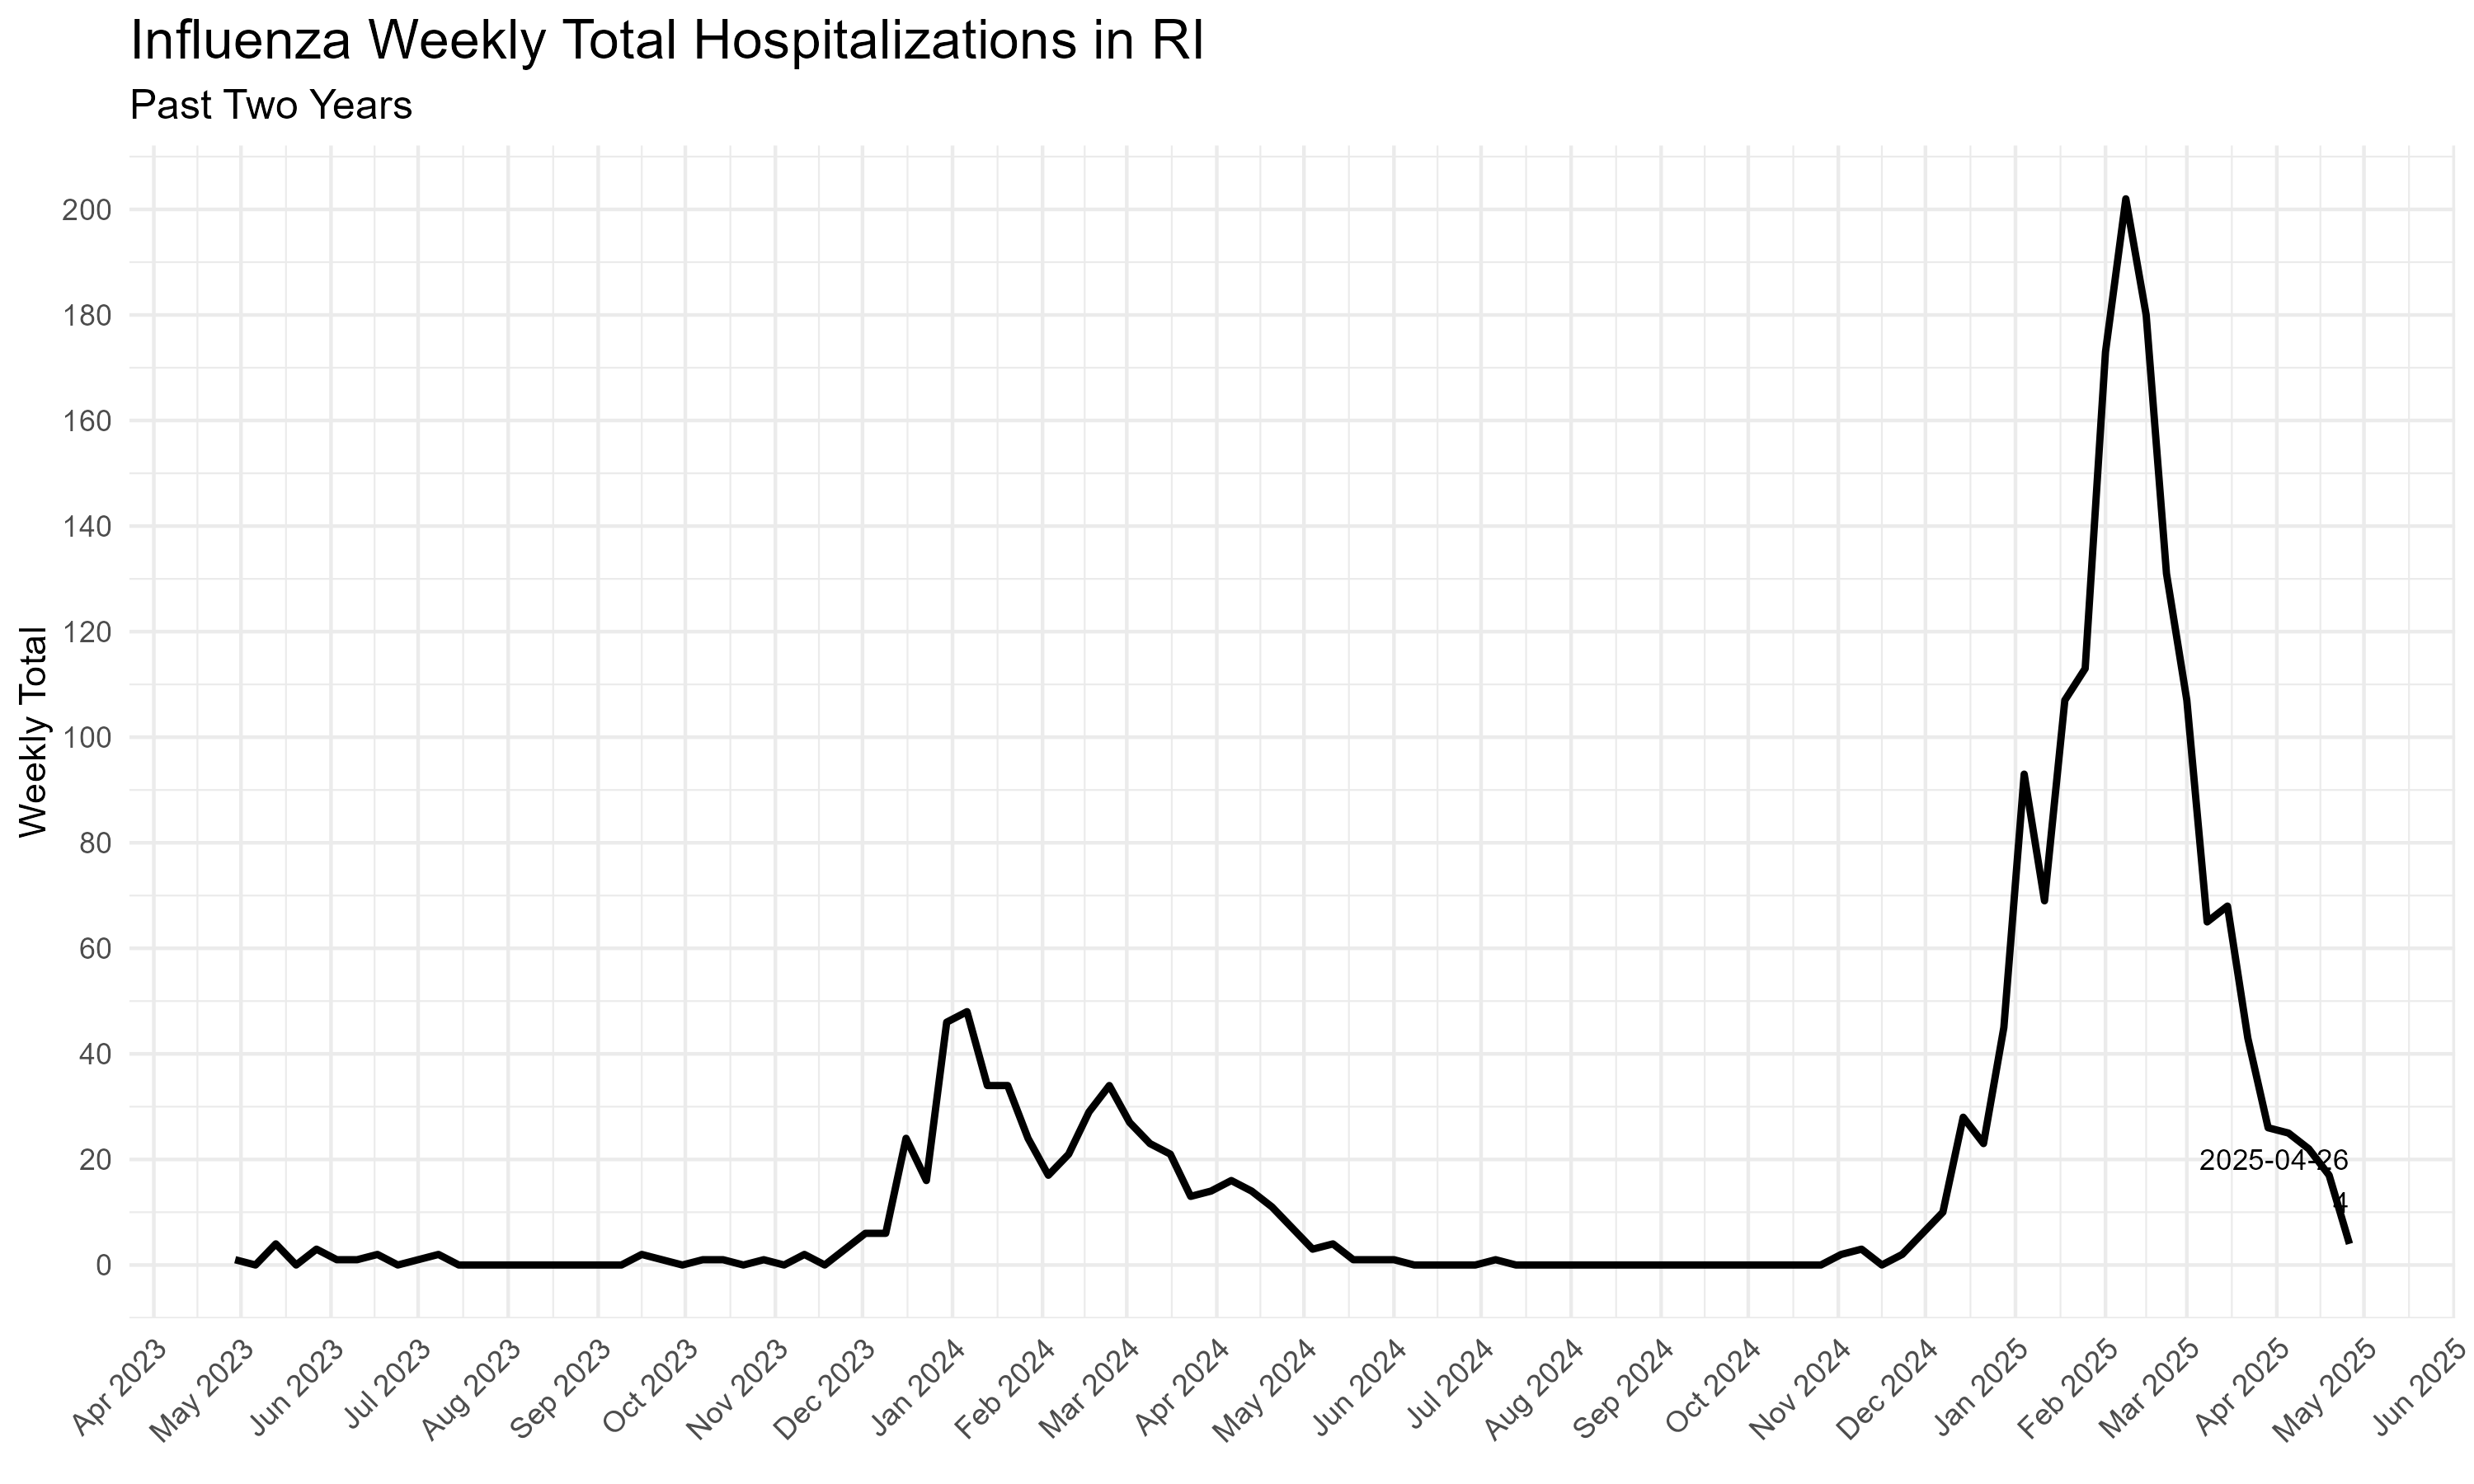 Influenza Weekly Total Hospitalizations in RI
Past Two Years
Weekly Total
200
180
160
140
120
100
80
60
40
20
0
2025-04-26
4
Apr 2023
May 2023
Jun 2023
Jul 2023
Aug 2023
Sep 2023
Oct 2023
Nov 2023
Dec 2023
Jan 2024
Feb 2024
Mar 2024
Apr 2024
May 2024
Jun 2024
Jul 2024
Aug 2024
Sep 2024
Oct 2024
Nov 2024
Dec 2024
Jan 2025
Feb 2025
Mar 2025
Apr 2025
May 2025
Jun 2025